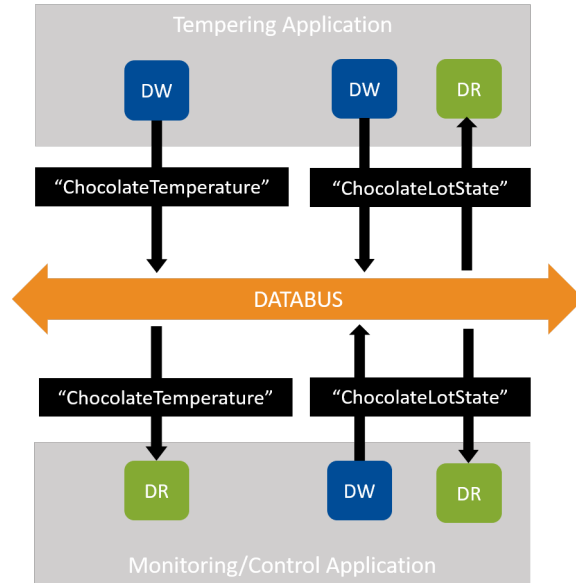 Tempering Application
DW
DW
DR
“ChocolateTemperature”
“ChocolateLotState”
DATABUS
“ChocolateTemperature”
“ChocolateLotState”
DR
DW
DR
Monitoring/Control Application